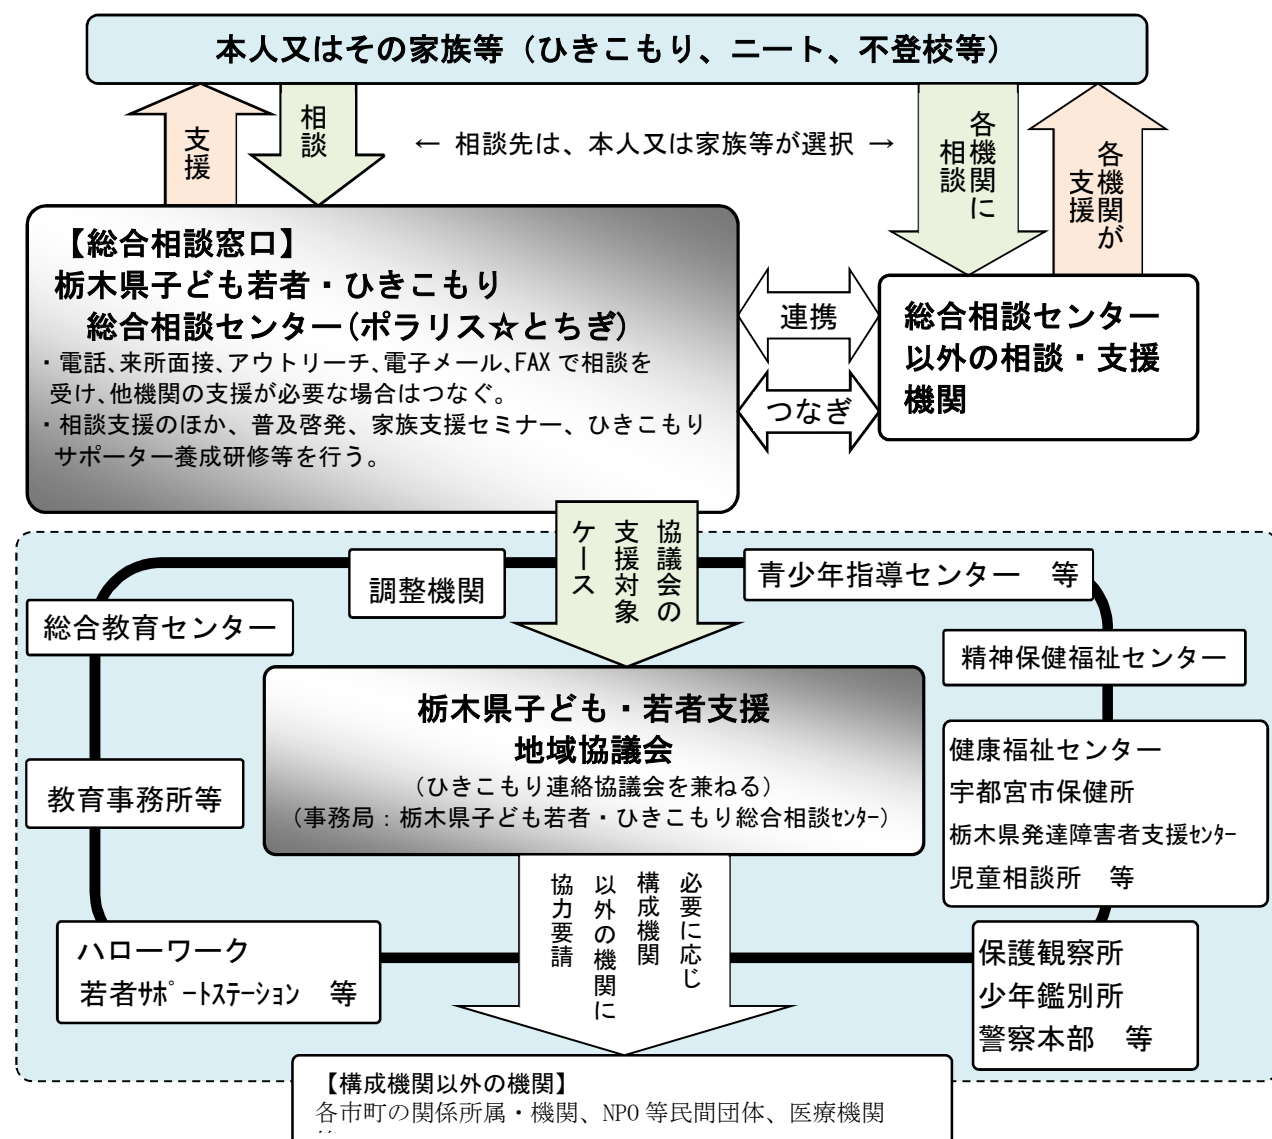 本人又はその家族等（ひきこもり、ニート、不登校等）
支援
相談
← 相談先は、本人又は家族等が選択 →
各機関に
相談
各機関が
支援
【総合相談窓口】
栃木県子ども若者・ひきこもり
総合相談センター(ポラリス☆とちぎ)
・電話、来所面接、アウトリーチ、電子メール、FAXで相談を
受け、他機関の支援が必要な場合はつなぐ。
・相談支援のほか、普及啓発、家族支援セミナー、ひきこもり
サポーター養成研修等を行う。
連携
つなぎ
総合相談センター
以外の相談・支援
機関
協議会の
支援対象
ケース
調整機関
青少年指導センター　等
総合教育センター
精神保健福祉センター
栃木県子ども・若者支援
地域協議会
（ひきこもり連絡協議会を兼ねる）
（事務局：栃木県子ども若者・ひきこもり総合相談ｾﾝﾀｰ）
教育事務所等
健康福祉センター
宇都宮市保健所
栃木県発達障害者支援ｾﾝﾀｰ
児童相談所　等
必要に応じ
構成機関
以外の機関に
協力要請
ハローワーク
若者ｻﾎﾟｰﾄｽﾃｰｼｮﾝ　等
保護観察所
少年鑑別所
警察本部　等
【構成機関以外の機関】
各市町の関係所属・機関、NPO等民間団体、医療機関